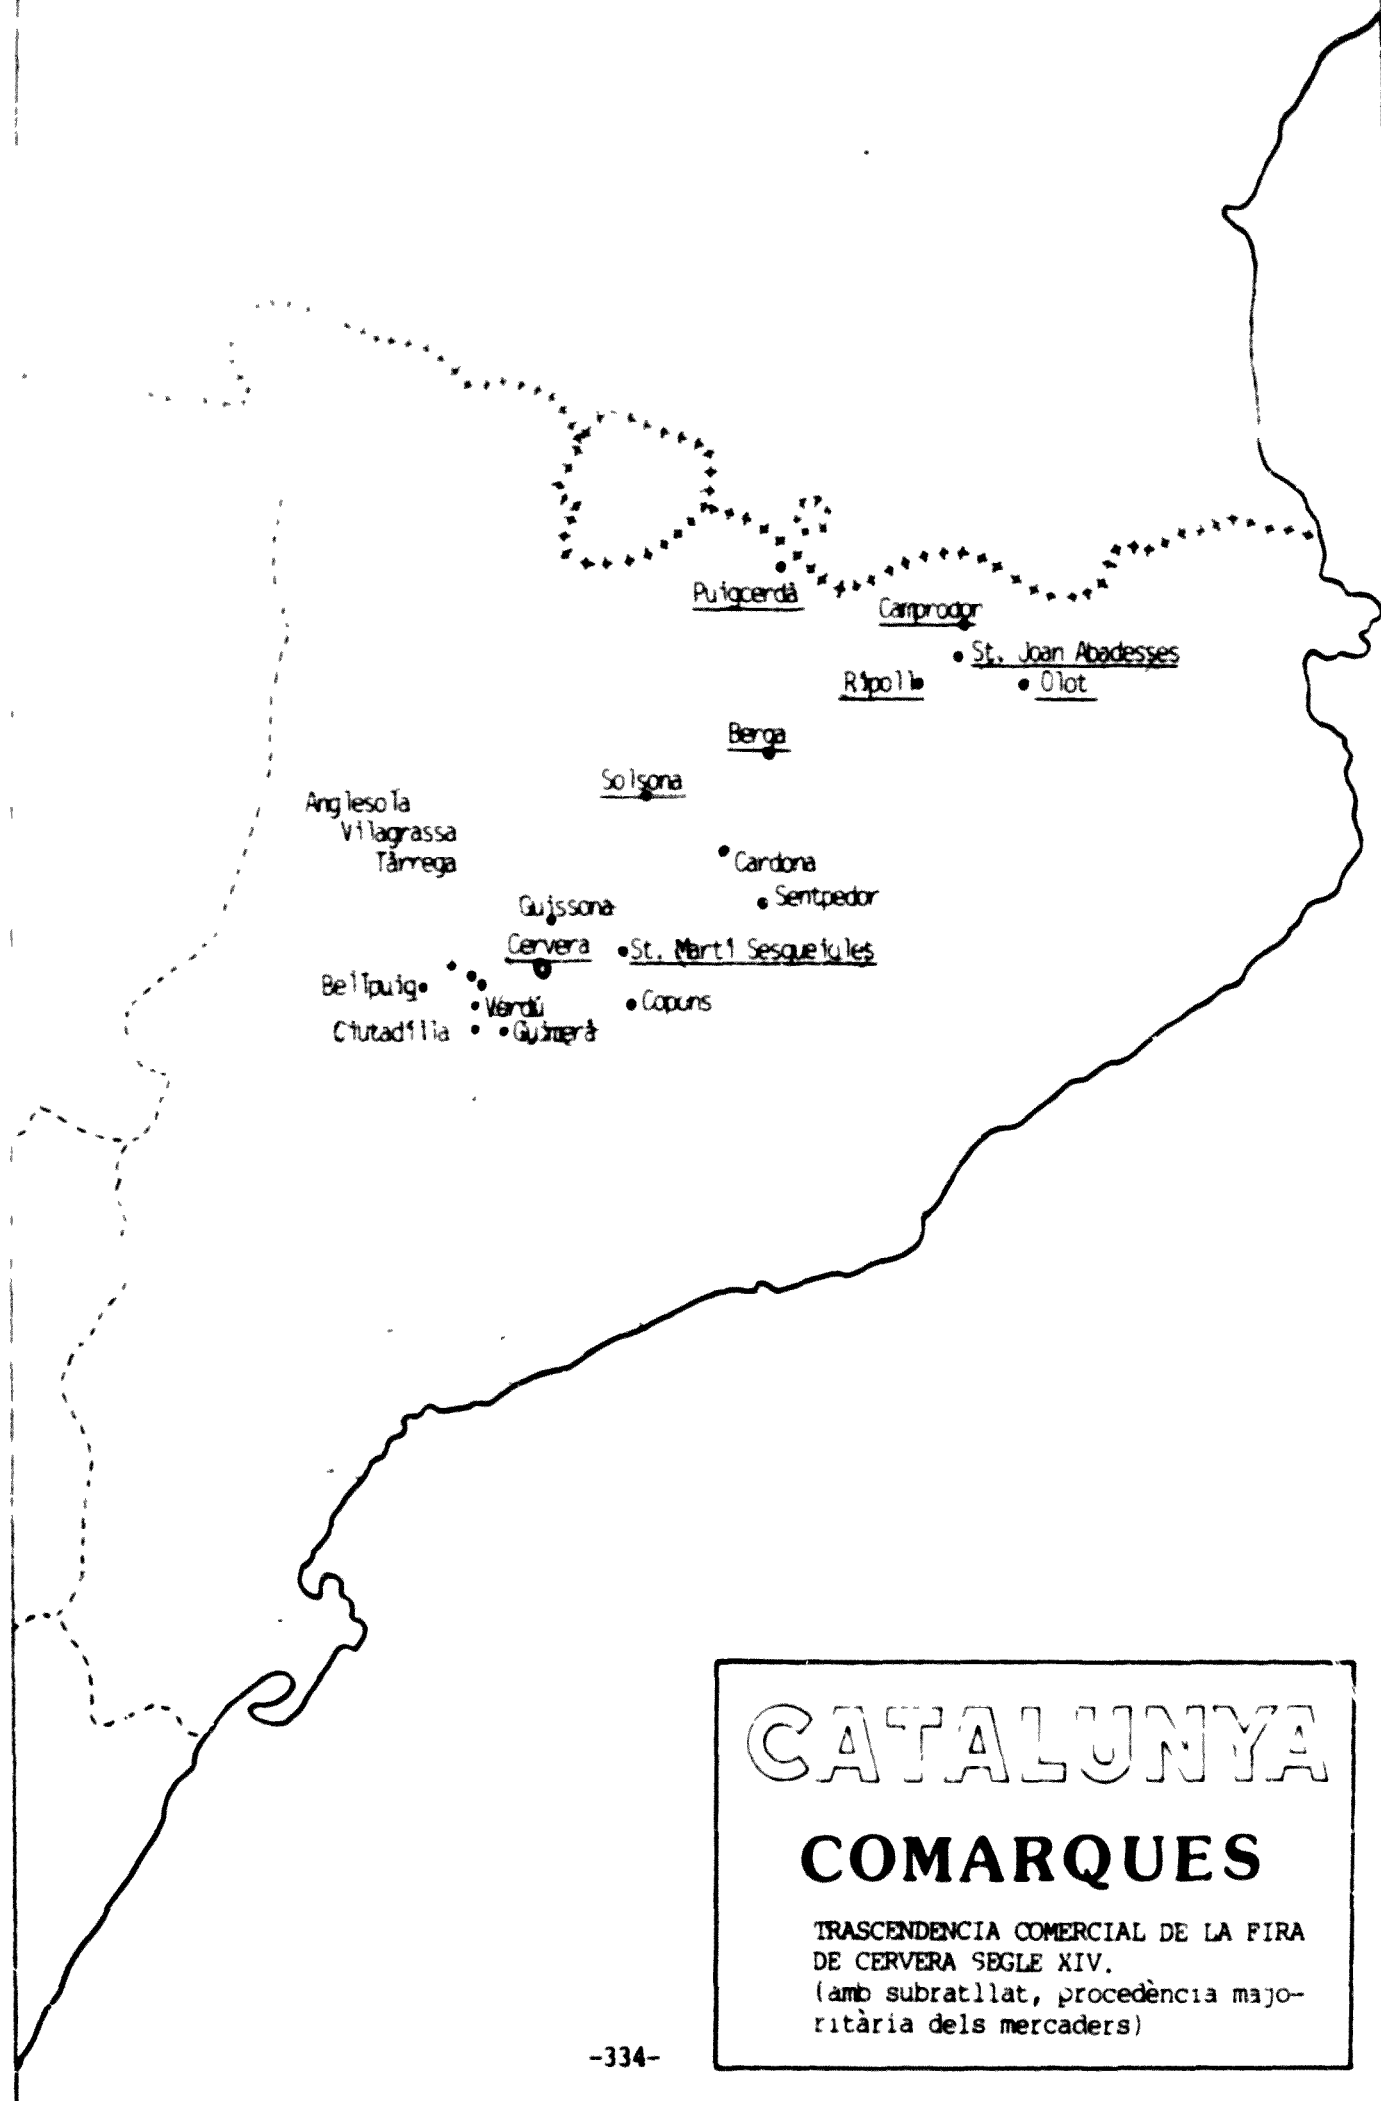 Puigcerdà
Camprodor
St. Joan Abadesses
Ripoll
Olot
Berga
Solsona
Anglesola
Vilagrassa
Tàrrega
Cardona
Sentpedor
Guissona
Cervera
St. Martí Sesgueioles
Bellpuig
Verdú
Copuns
Ciutadilla
Guimerà
CATALUNYA
COMARQUES
TRASCENDENCIA COMERCIAL DE LA FIRA
DE CERVERA SEGLE XIV.
(amb subratllat, procedència majo-
ritària dels mercaders)
-334-